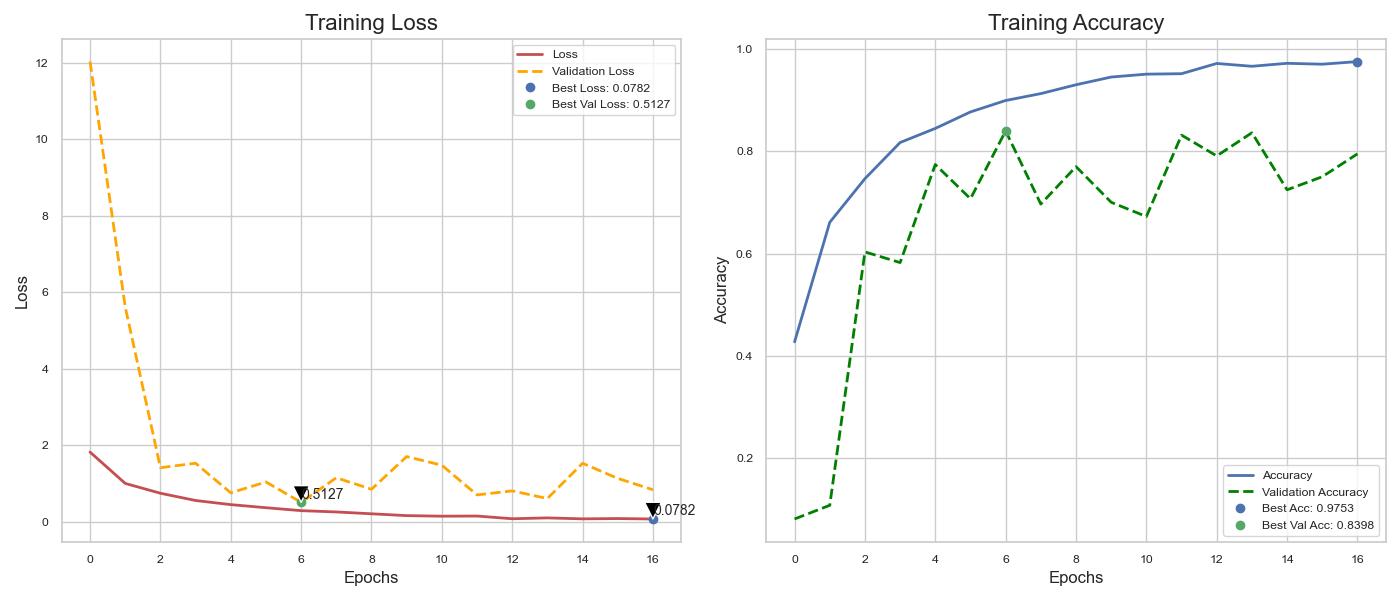 Training Loss
Loss
Validation Loss
Best Loss: 0.0782
Best Val Loss: 0.5127
12
10
8
6
4
2
0
Loss
0.5127
0.0782
0 2 4 6 8 10 12 14 16
Epochs
Training Accuracy
1.0
0.8
0.6
0.4
0.2
Accuracy
Accuracy
Validation Accuracy
Best Acc: 0.9753
Best Val Acc: 0.8398
0 2 4 6 8 10 12 14 16
Epochs